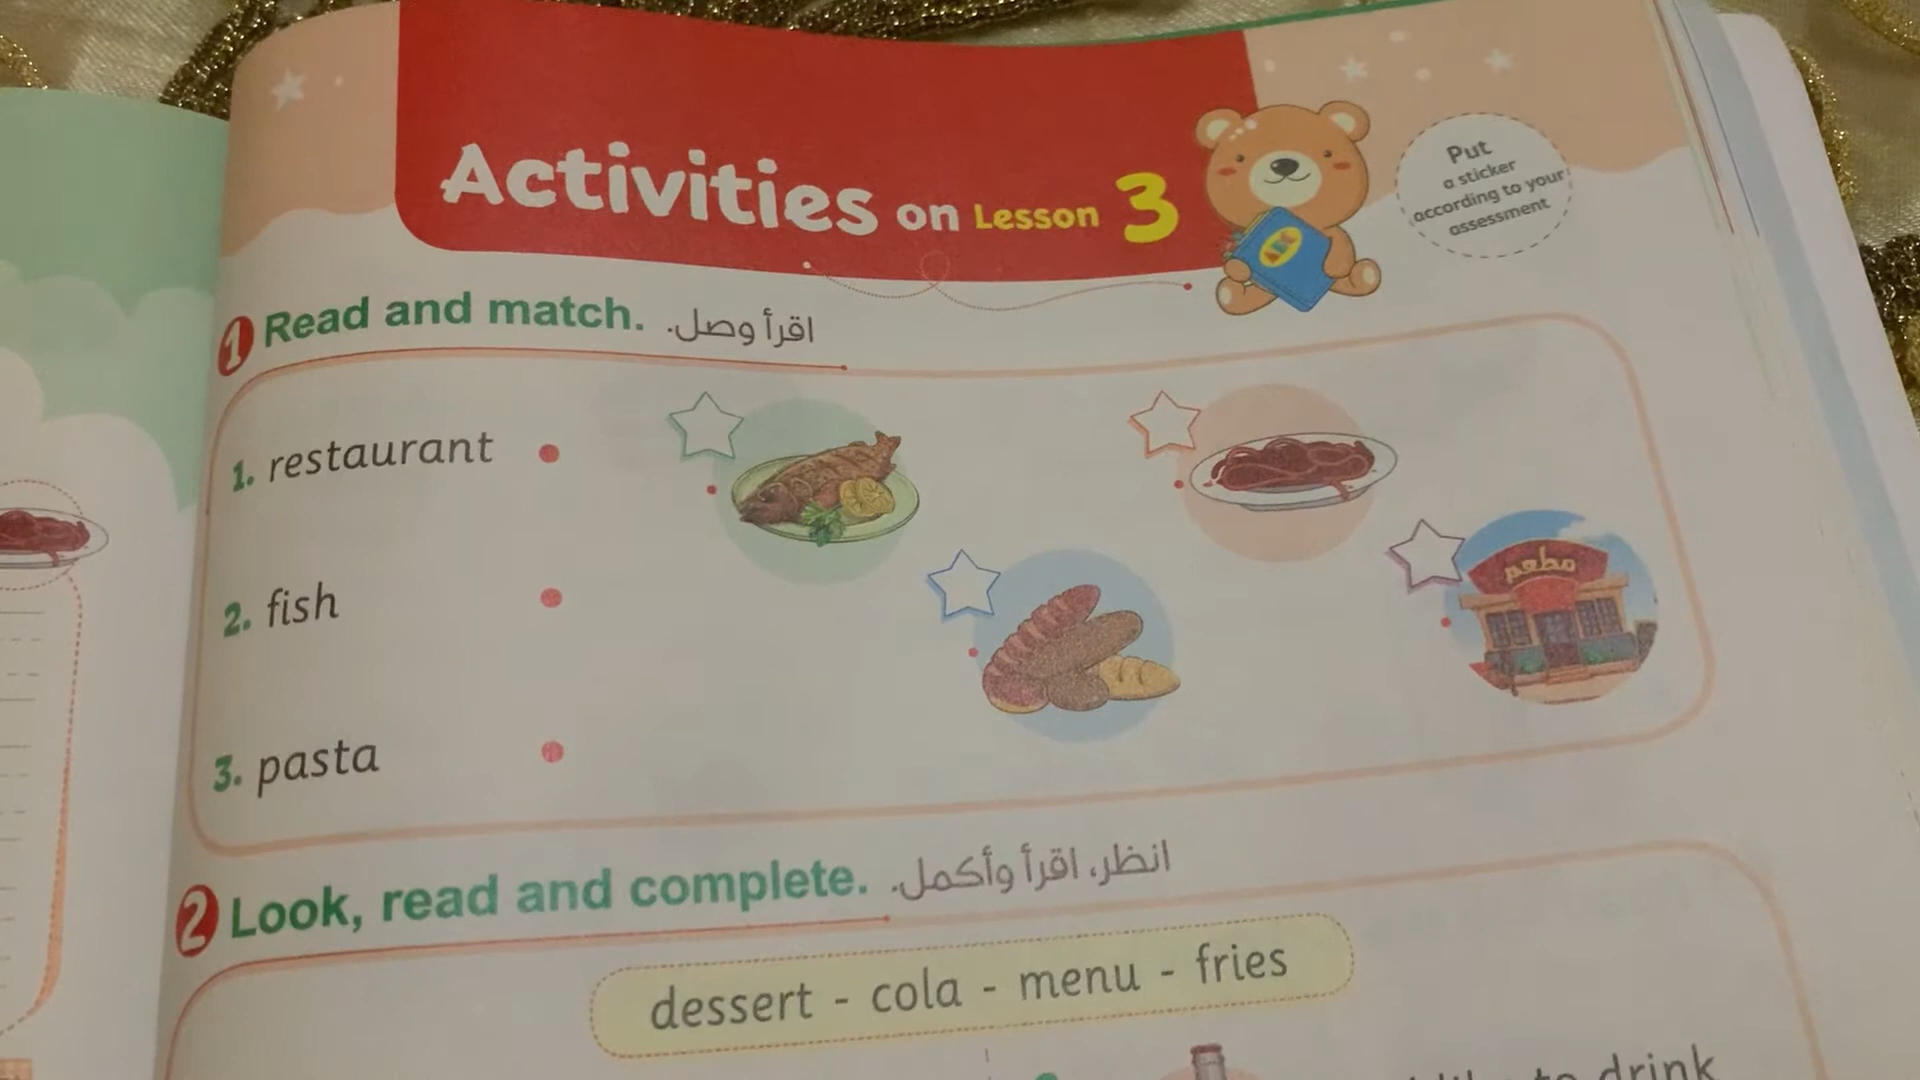 Activities on Lesson 3
Put
a sticker
according to your
assessment
1 Read and match. اقرأ وصل.
1. restaurant
2. fish
3. pasta
مطعم
2 Look, read and complete. انظر، اقرأ وأكمل.
dessert - cola - menu - fries
to drink